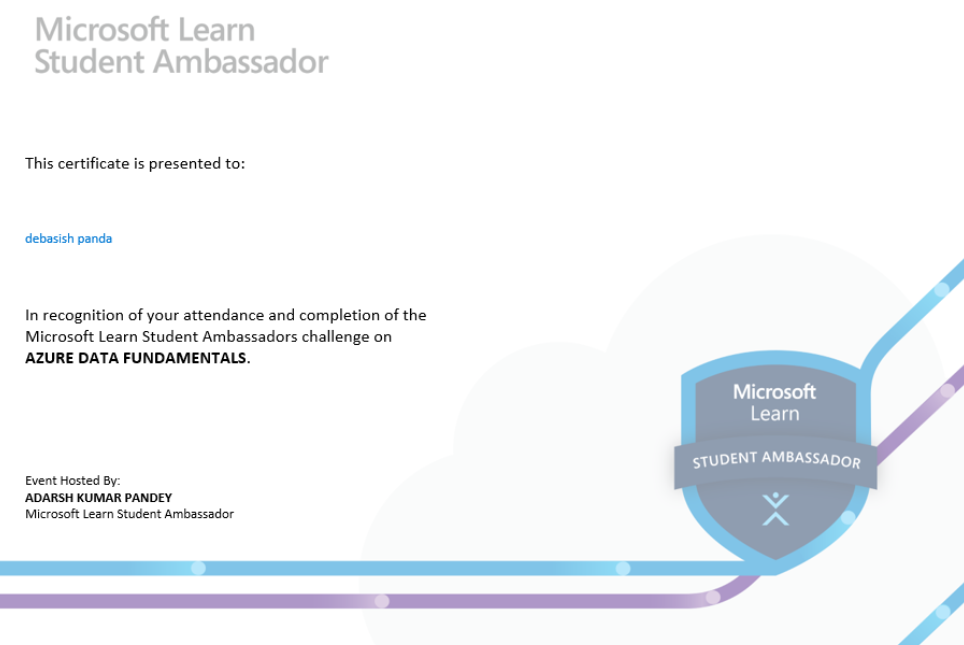 Microsoft Learn
Student Ambassador
This certificate is presented to:
debasish panda
In recognition of your attendance and completion of the
Microsoft Learn Student Ambassadors challenge on
AZURE DATA FUNDAMENTALS.
Event Hosted By:
ADARSH KUMAR PANDEY
Microsoft Learn Student Ambassador
Microsoft
Learn
STUDENT AMBASSADOR